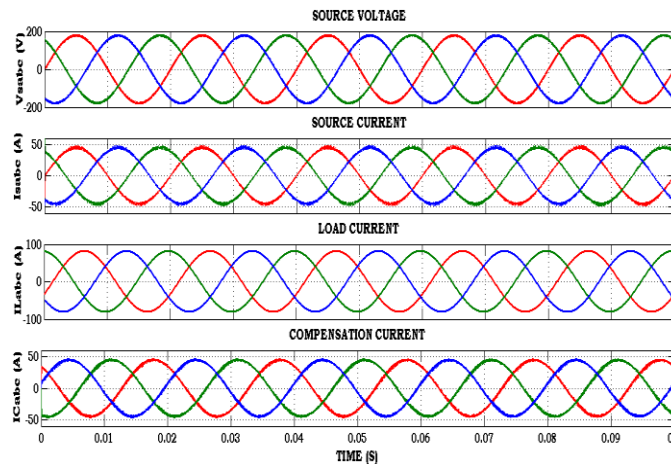 SOURCE VOLTAGE
Vsabc (V)
200
0
-200
SOURCE CURRENT
Isabc (A)
50
0
-50
LOAD CURRENT
ILabc (A)
100
0
-100
COMPENSATION CURRENT
ICabc (A)
50
0
-50
0 0.01 0.02 0.03 0.04 0.05 0.06 0.07 0.08 0.09
TIME (S)